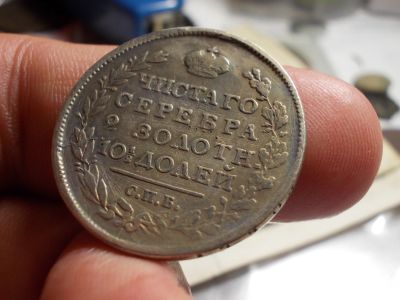 ЧИСТАГО
СЕРЕБРА
2 ЗОЛОТН
10½ ДОЛЕЙ
С.П.Б.